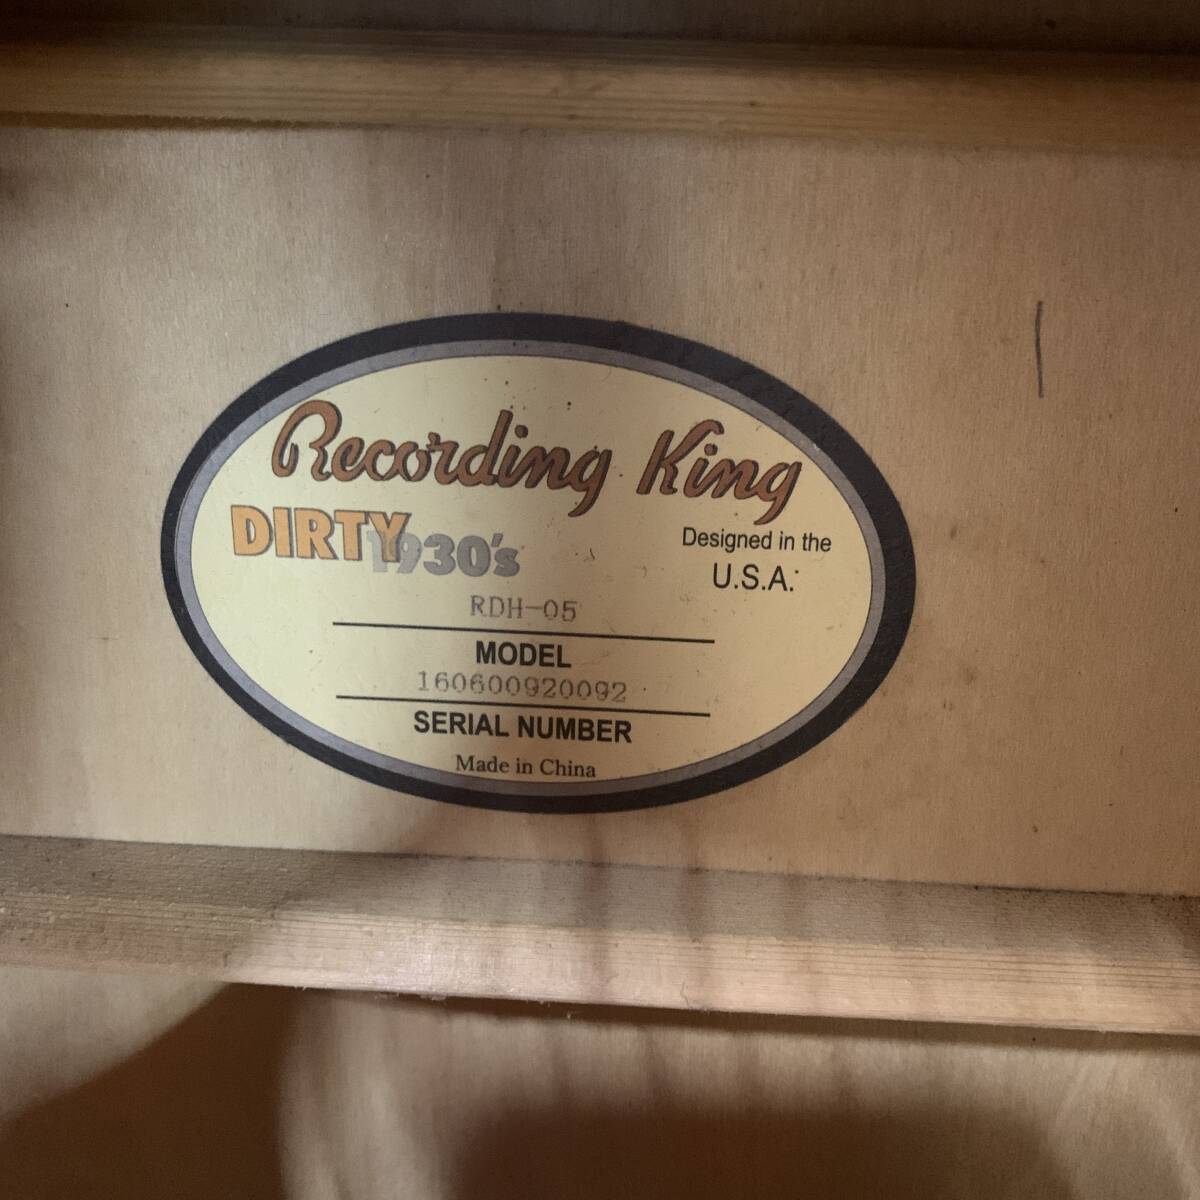 Recording King
DIRTY 1930's
Designed in the
U.S.A.
RDH-05
MODEL
160600920092
SERIAL NUMBER
Made in China